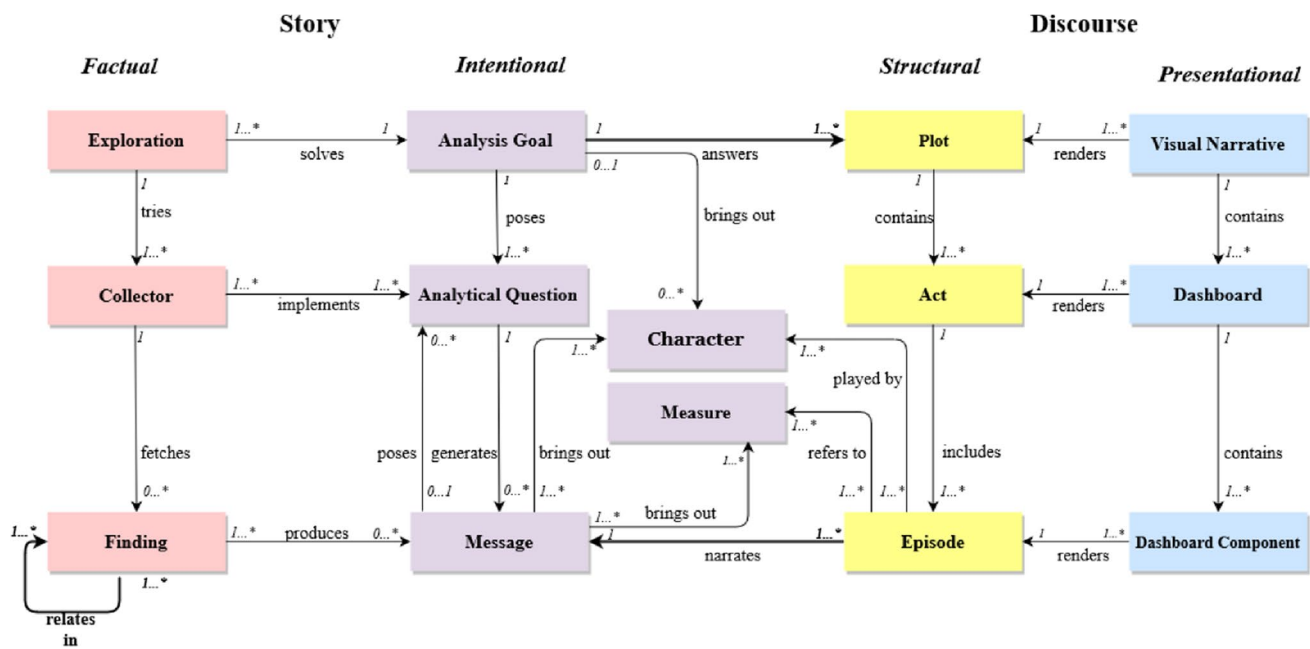 Story
Discourse
Factual
Intentional
Structural
Presentational
Exploration
1...*
solves
1
Analysis Goal
1
answers
1...*
Plot
1
renders
1...*
Visual Narrative
0...1
brings out
0...*
1
tries
1...*
1
poses
1...*
1
contains
1...*
1
contains
1...*
Collector
1...*
implements
1...*
Analytical Question
Act
1
renders
1...*
Dashboard
Character
1...*
1...*
played by
Measure
1...*
1...*
1
fetches
0...*
0...*
poses
0...1
1
generates
0...*
brings out
1...*
refers to
1...*
1...*
1
includes
1...*
1
contains
1...*
Finding
1...*
produces
0...*
Message
1...*
brings out
1
narrates
1...*
Episode
1
renders
1...*
Dashboard Component
1...*
1...*
relates
in